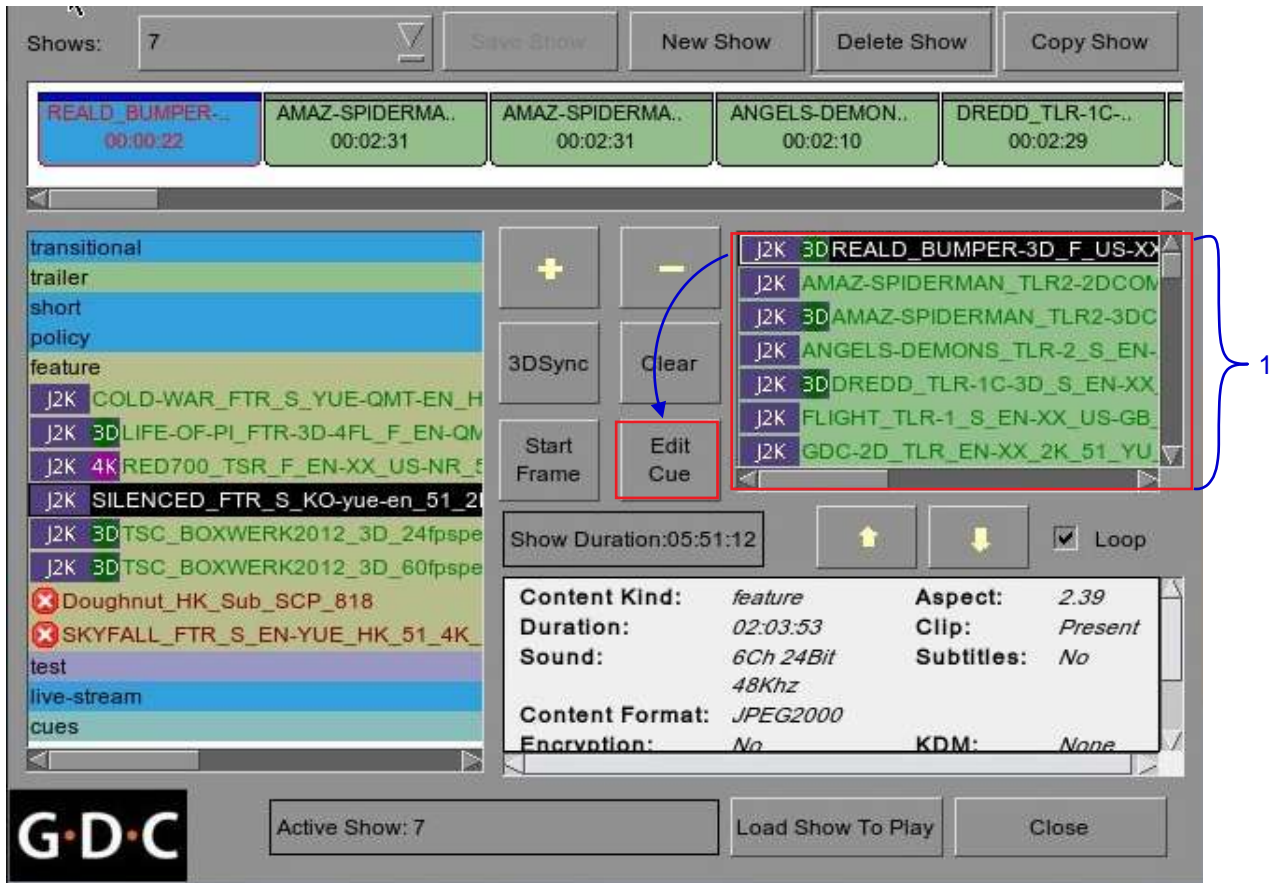 Shows: 7 Save Show New Show Delete Show Copy Show
REALD_BUMPER-.. AMAZ-SPIDERMA.. AMAZ-SPIDERMA.. ANGELS-DEMON.. DREDD_TLR-1C-..
00:00:22 00:02:31 00:02:31 00:02:10 00:02:29
transitional
trailer
short
policy
feature
J2K COLD-WAR_FTR_S_YUE-QMT-EN_H
J2K 3D LIFE-OF-PI_FTR-3D-4FL_F_EN-QM
J2K 4K RED700_TSR_F_EN-XX_US-NR_5
J2K SILENCED_FTR_S_KO-yue-en_51_2
J2K 3D TSC_BOXWERK2012_3D_24fpspe
J2K 3D TSC_BOXWERK2012_3D_60fpspe
Doughnut_HK_Sub_SCP_818
SKYFALL_FTR_S_EN-YUE_HK_51_4K_
test
live-stream
cues
+ −
3DSync Clear
Start Frame
Edit Cue
J2K 3D REALD_BUMPER-3D_F_US-XX
J2K AMAZ-SPIDERMAN_TLR2-2DCOM
J2K 3D AMAZ-SPIDERMAN_TLR2-3DC
J2K ANGELS-DEMONS_TLR-2_S_EN-
J2K 3D DREDD_TLR-1C-3D_S_EN-XX_
J2K FLIGHT_TLR-1_S_EN-XX_US-GB_
J2K GDC-2D_TLR_EN-XX_2K_51_YU_
1
Show Duration:05:51:12
Loop
Content Kind: feature Aspect: 2.39
Duration: 02:03:53 Clip: Present
Sound: 6Ch 24Bit Subtitles: No
48Khz
Content Format: JPEG2000
Encryption: No KDM: None
G·D·C
Active Show: 7
Load Show To Play
Close